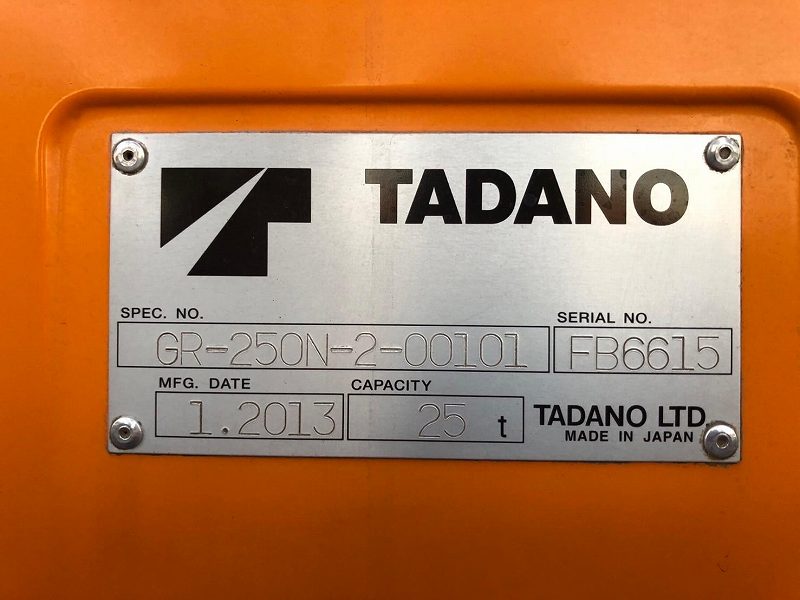 TADANO
SPEC. NO.
SERIAL NO.
GR-250N-2-00101
FB6615
MFG. DATE
CAPACITY
1.2013
25 t
TADANO LTD.
MADE IN JAPAN